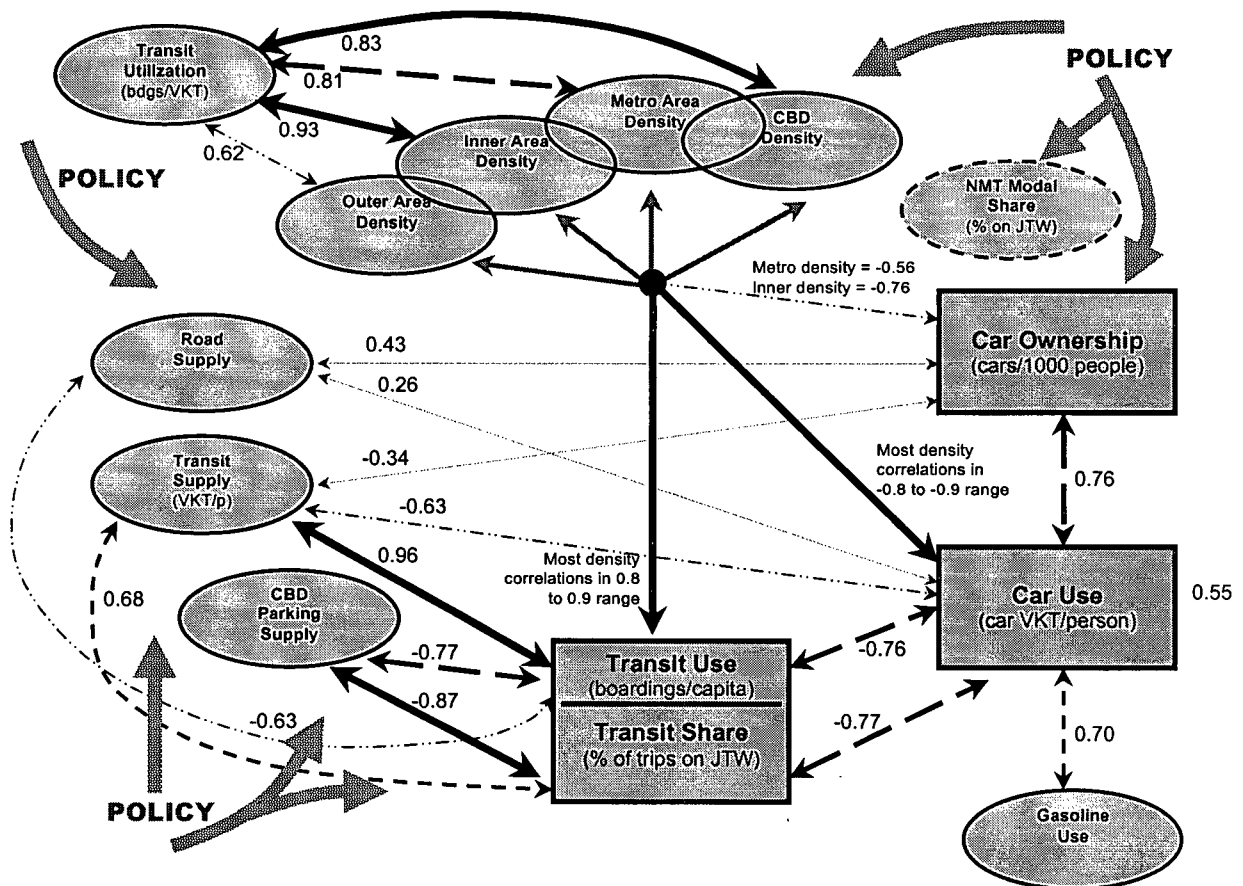 Transit
Utilization
(bdgs/VKT)
0.83
0.81
0.93
0.62
Metro Area
Density
CBD
Density
Inner Area
Density
Outer Area
Density
POLICY
POLICY
NMT Modal
Share
(% on JTW)
Metro density = -0.56
Inner density = -0.76
Road
Supply
0.43
0.26
Car Ownership
(cars/1000 people)
Transit
Supply
(VKT/p)
-0.34
-0.63
Most density
correlations in
-0.8 to -0.9 range
0.76
0.96
Most density
correlations in 0.8
to 0.9 range
0.68
CBD
Parking
Supply
Car Use
(car VKT/person)
0.55
-0.77
-0.87
Transit Use
(boardings/capita)
Transit Share
(% of trips on JTW)
-0.76
-0.77
-0.63
0.70
POLICY
Gasoline
Use